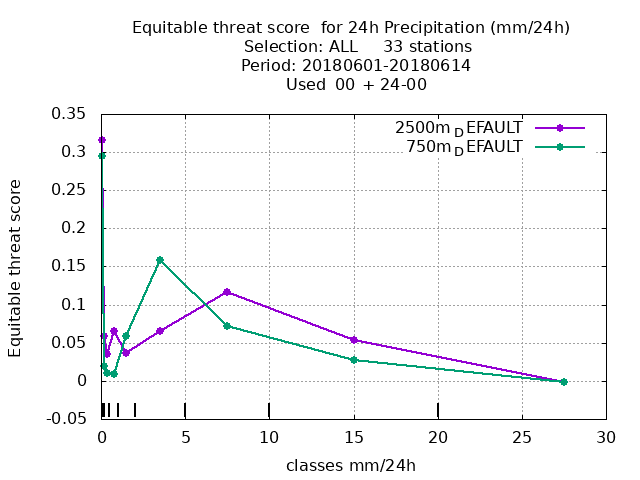 Equitable threat score  for 24h Precipitation (mm/24h)
Selection: ALL     33 stations
Period: 20180601-20180614
Used  00 + 24-00
2500m_DEFAULT
750m_DEFAULT
0.35
0.3
0.25
0.2
0.15
0.1
0.05
0
-0.05
Equitable threat score
0 5 10 15 20 25 30
classes mm/24h